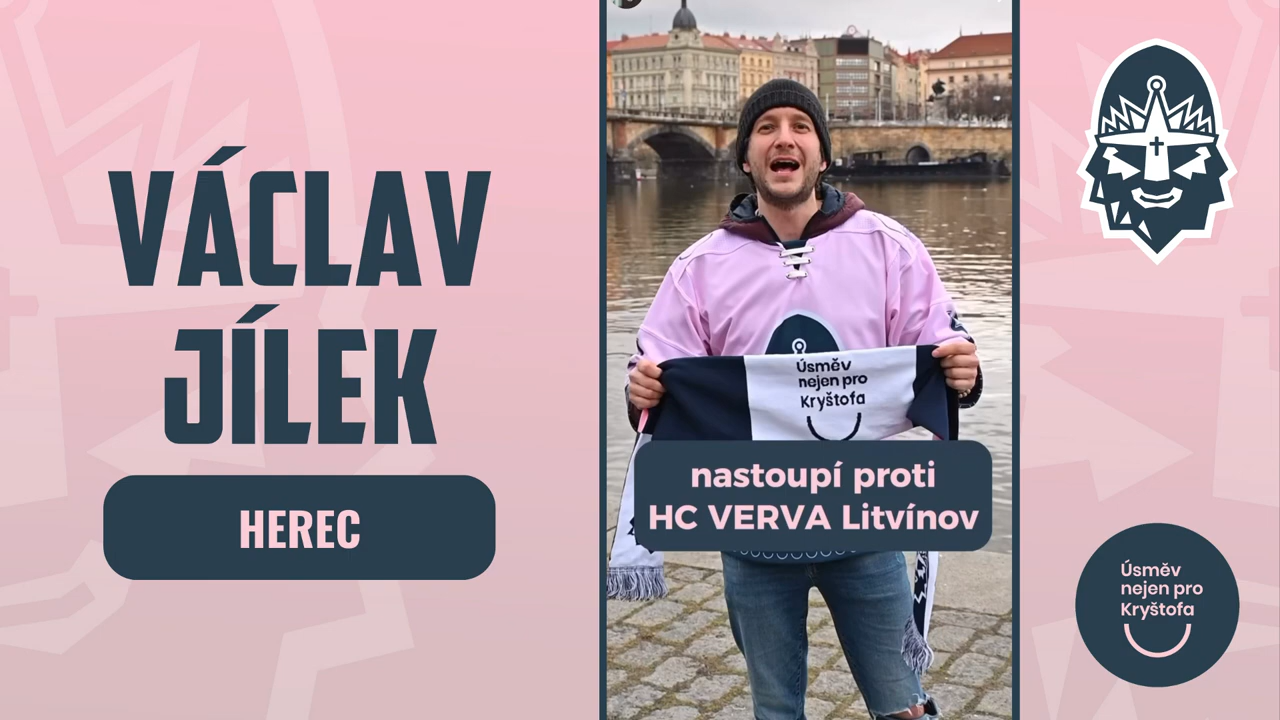 VÁCLAV
JÍLEK
HEREC
Úsměv
nejen pro
Kryštofa
nastoupí proti
HC VERVA Litvínov
Úsměv
nejen pro
Kryštofa